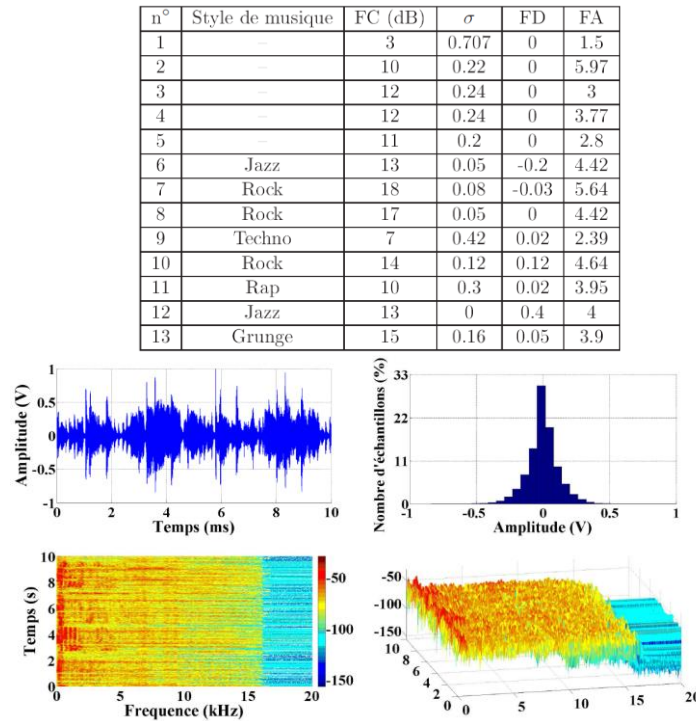 n° Style de musique FC (dB) σ FD FA
1 – 3 0.707 0 1.5
2 – 10 0.22 0 5.97
3 – 12 0.24 0 3
4 – 12 0.24 0 3.77
5 – 11 0.2 0 2.8
6 Jazz 13 0.05 -0.2 4.42
7 Rock 18 0.08 -0.03 5.64
8 Rock 17 0.05 0 4.42
9 Techno 7 0.42 0.02 2.39
10 Rock 14 0.12 0.12 4.64
11 Rap 10 0.3 0.02 3.95
12 Jazz 13 0 0.4 4
13 Grunge 15 0.16 0.05 3.9
Amplitude (V)
1
0.5
0
-0.5
-1
0 2 4 6 8 10
Temps (ms)
Nombre d'échantillons (%)
33
22
11
0
-1 -0.5 0 0.5 1
Amplitude (V)
Temps (s)
10
8
6
4
2
0
0 5 10 15 20
Frequence (kHz)
-50
-100
-150
-50
-100
-150
10
8
6
4
2
0
0 5 10 15 20